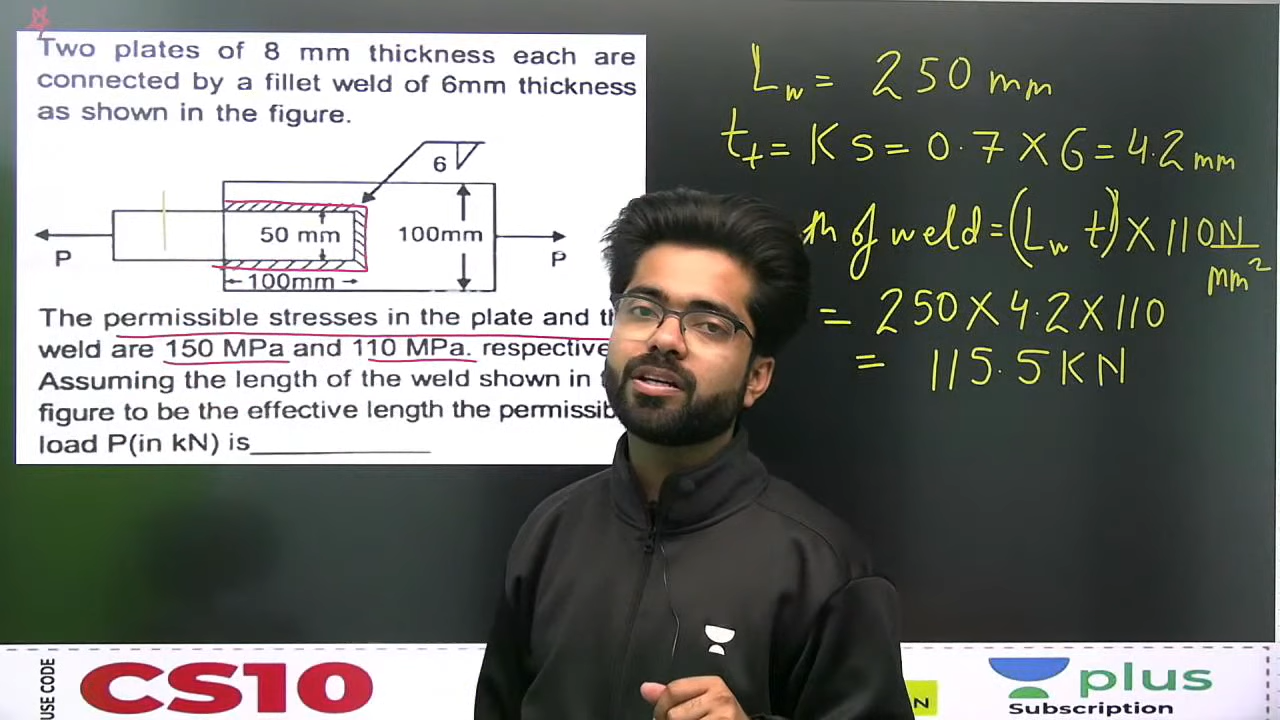 Two plates of 8 mm thickness each are
connected by a fillet weld of 6mm thickness
as shown in the figure.
6
50 mm
100mm
P
P
100mm
The permissible stresses in the plate and
weld are 150 MPa and 110 MPa.
Assuming the length of the weld shown in
figure to be the effective length the
load P(in kN) is
Lw = 250 mm
tt = KS = 0.7 X 6 = 4.2 mm
of weld = (Lw t) X 110 N/mm²
= 250 X 4.2 X 110
= 115.5 KN
USE CODE
CS10
plus
Subscription